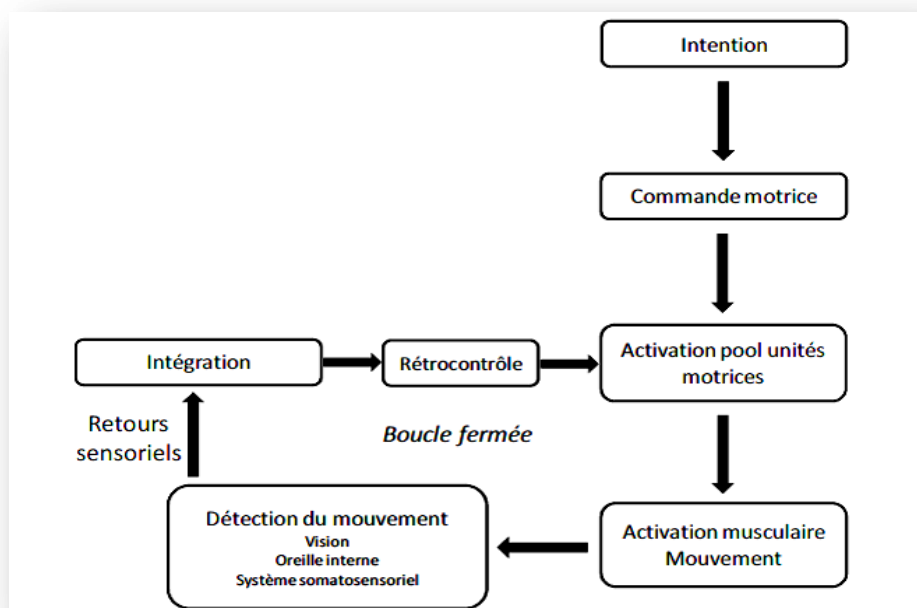 Intention
Commande motrice
Activation pool unités
motrices
Intégration
Rétrocontrôle
Retours
sensoriels
Boucle fermée
Détection du mouvement
Vision
Oreille interne
Système somatosensoriel
Activation musculaire
Mouvement